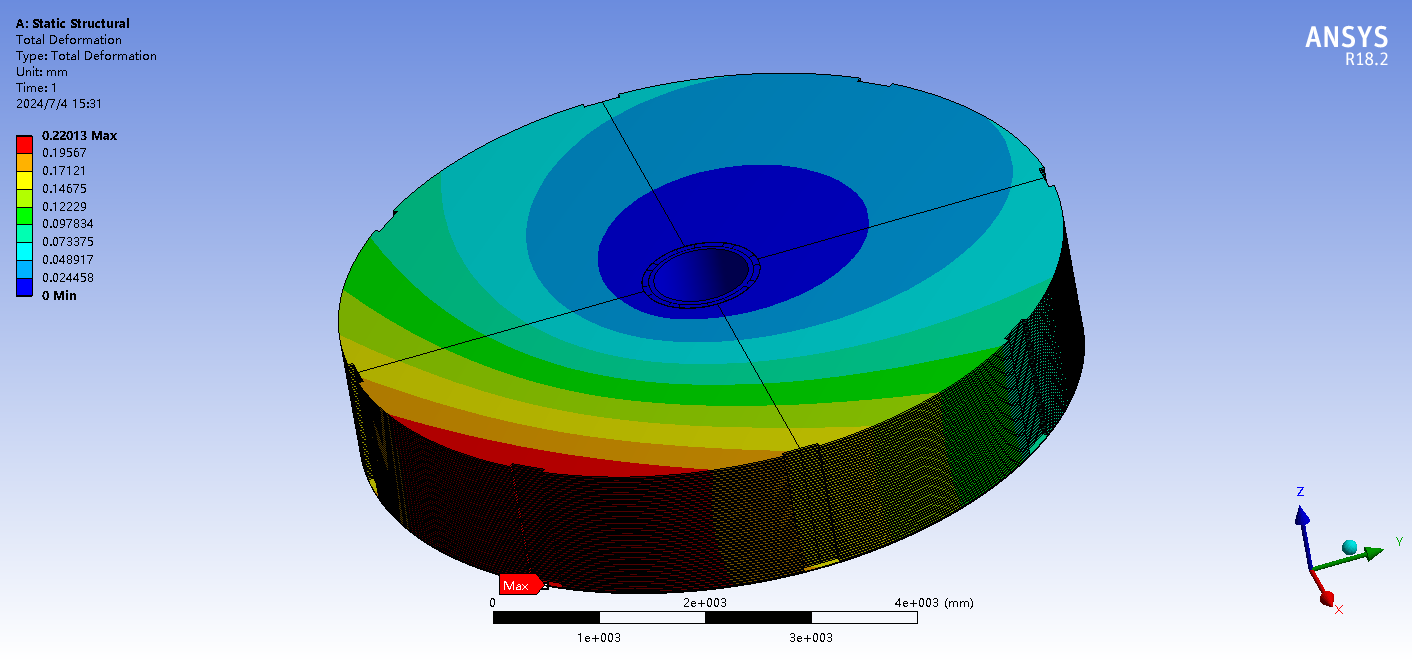 A: Static Structural
Total Deformation
Type: Total Deformation
Unit: mm
Time: 1
2024/7/4 15:31
0.22013 Max
0.19567
0.17121
0.14675
0.12229
0.097834
0.073375
0.048917
0.024458
0 Min
ANSYS
R18.2
Max
0 2e+003 4e+003 (mm)
1e+003 3e+003
Z
Y
X